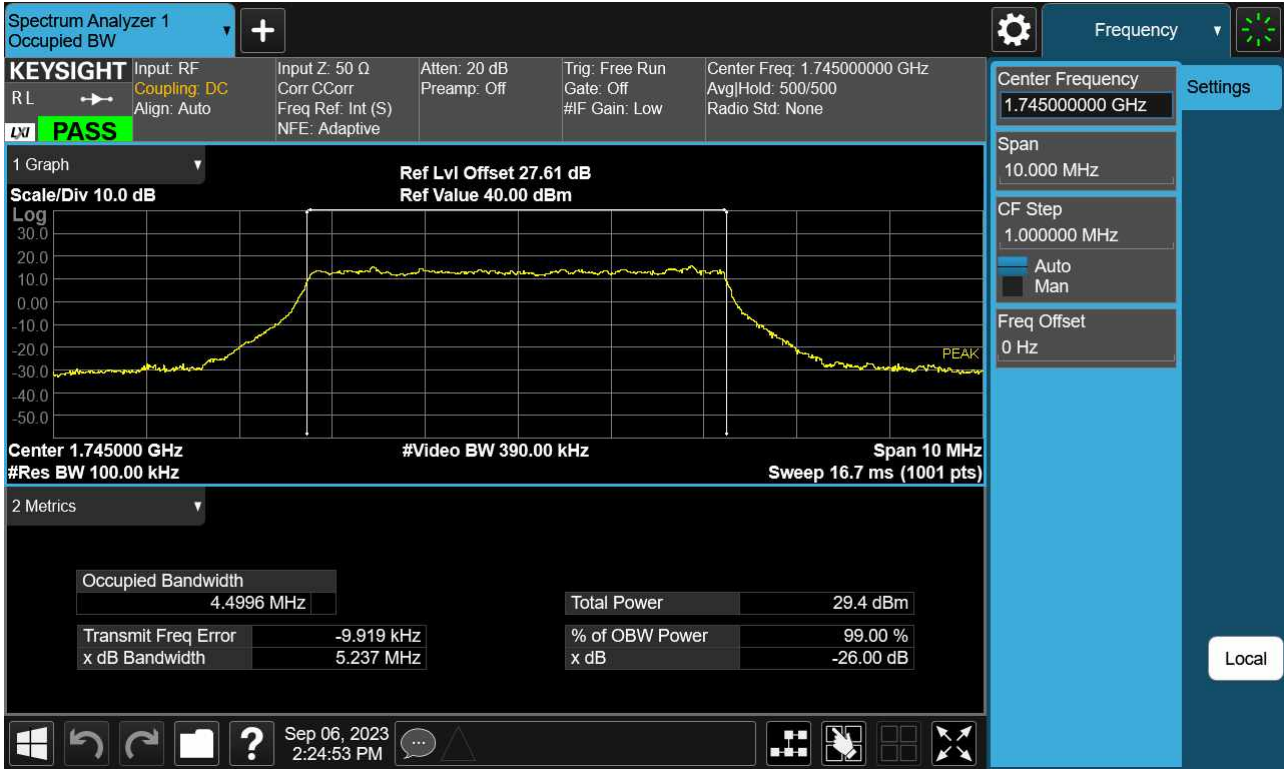 Spectrum Analyzer 1
Occupied BW
Frequency
KEYSIGHT
R L
LXI
PASS
Input: RF
Coupling: DC
Align: Auto
Input Z: 50 Ω
Corr CCorr
Freq Ref: Int (S)
NFE: Adaptive
Atten: 20 dB
Preamp: Off
Trig: Free Run
Gate: Off
#IF Gain: Low
Center Freq: 1.745000000 GHz
Avg|Hold: 500/500
Radio Std: None
1 Graph
Scale/Div 10.0 dB
Ref Lvl Offset 27.61 dB
Ref Value 40.00 dBm
Log
30.0
20.0
10.0
0.00
-10.0
-20.0
-30.0
-40.0
-50.0
PEAK
Center 1.745000 GHz
#Video BW 390.00 kHz
Span 10 MHz
#Res BW 100.00 kHz
Sweep 16.7 ms (1001 pts)
2 Metrics
Occupied Bandwidth
4.4996 MHz
Total Power 29.4 dBm
Transmit Freq Error -9.919 kHz
% of OBW Power 99.00 %
x dB Bandwidth 5.237 MHz
x dB -26.00 dB
Center Frequency
1.745000000 GHz
Settings
Span
10.000 MHz
CF Step
1.000000 MHz
Auto
Man
Freq Offset
0 Hz
Local
?
Sep 06, 2023
2:24:53 PM